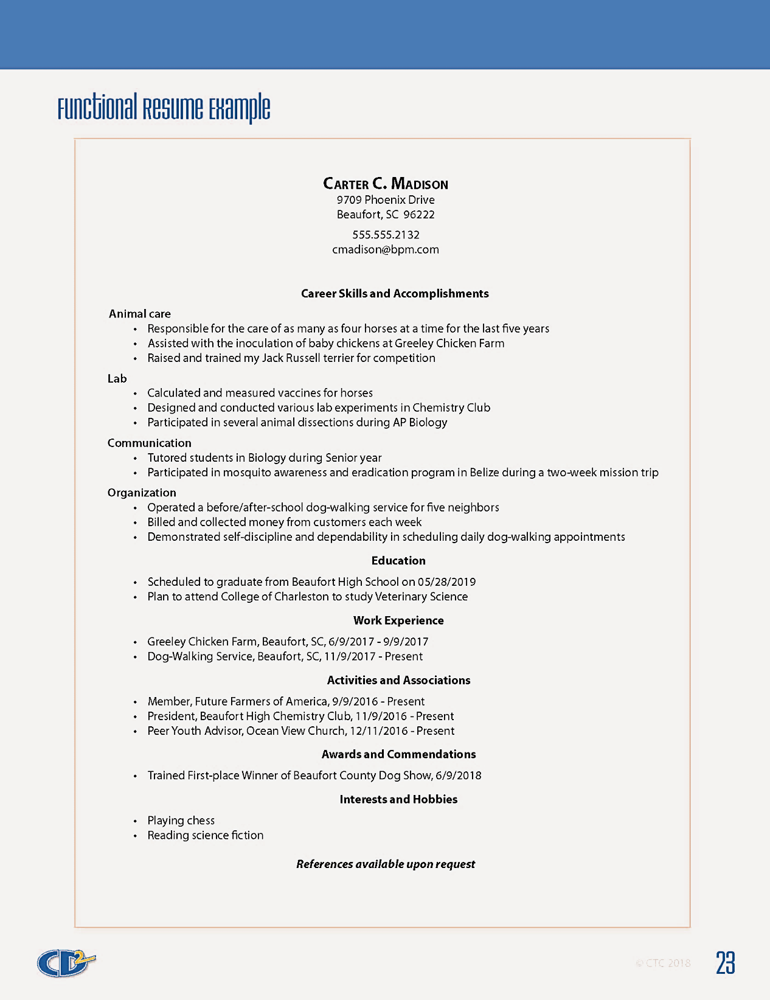 Functional Resume Example
Carter C. Madison
9709 Phoenix Drive
Beaufort, SC 96222
555.555.2132
cmadison@bpm.com
Career Skills and Accomplishments
Animal care
• Responsible for the care of as many as four horses at a time for the last five years
• Assisted with the inoculation of baby chickens at Greeley Chicken Farm
• Raised and trained my Jack Russell terrier for competition
Lab
• Calculated and measured vaccines for horses
• Designed and conducted various lab experiments in Chemistry Club
• Participated in several animal dissections during AP Biology
Communication
• Tutored students in Biology during Senior year
• Participated in mosquito awareness and eradication program in Belize during a two-week mission trip
Organization
• Operated a before/after-school dog-walking service for five neighbors
• Billed and collected money from customers each week
• Demonstrated self-discipline and dependability in scheduling daily dog-walking appointments
Education
• Scheduled to graduate from Beaufort High School on 05/28/2019
• Plan to attend College of Charleston to study Veterinary Science
Work Experience
• Greeley Chicken Farm, Beaufort, SC, 6/9/2017 - 9/9/2017
• Dog-Walking Service, Beaufort, SC, 11/9/2017 - Present
Activities and Associations
• Member, Future Farmers of America, 9/9/2016 - Present
• President, Beaufort High Chemistry Club, 11/9/2016 - Present
• Peer Youth Advisor, Ocean View Church, 12/11/2016 - Present
Awards and Commendations
• Trained First-place Winner of Beaufort County Dog Show, 6/9/2018
Interests and Hobbies
• Playing chess
• Reading science fiction
References available upon request
CD2
© CTC 2018
23